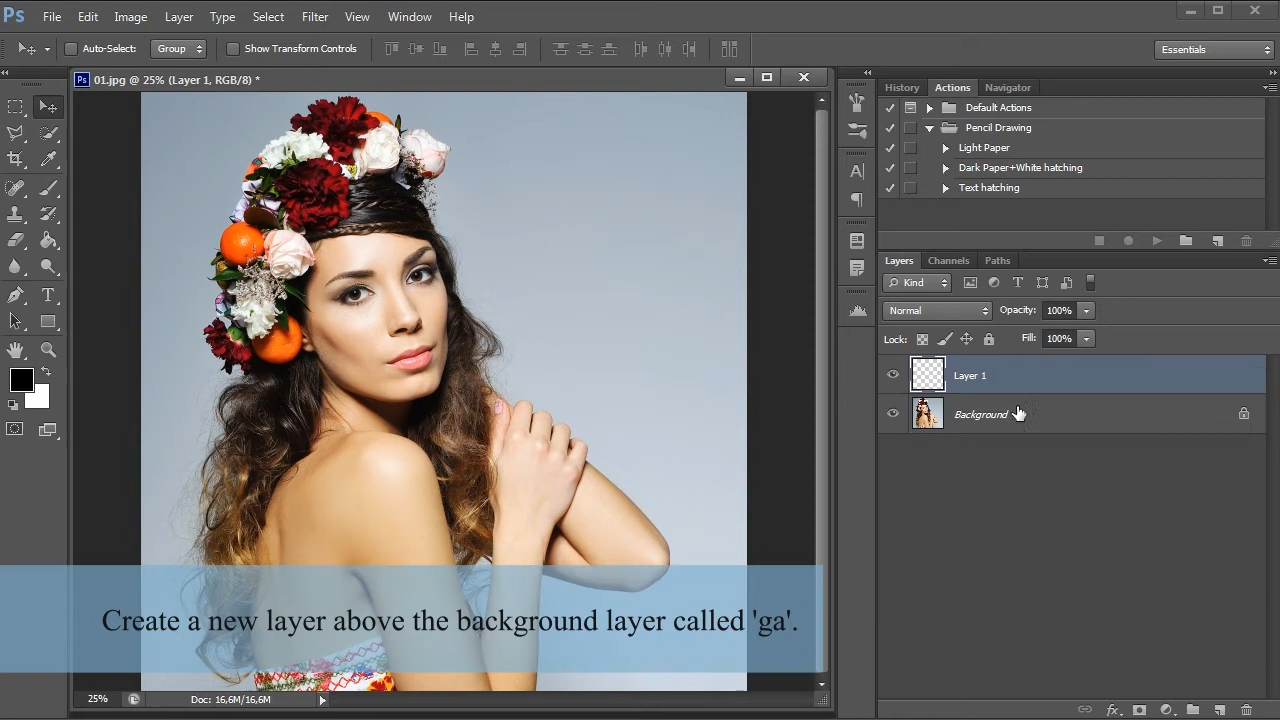 Ps File Edit Image Layer Type Select Filter View Window Help
Auto-Select: Group Show Transform Controls Essentials
Ps 01.jpg @ 25% (Layer 1, RGB/8) *
History Actions Navigator
Default Actions
Pencil Drawing
Light Paper
Dark Paper+White hatching
Text hatching
Layers Channels Paths
Kind
Normal Opacity: 100%
Lock: Fill: 100%
Layer 1
Background
Create a new layer above the background layer called 'ga'.
25% Doc: 16,6M/16,6M